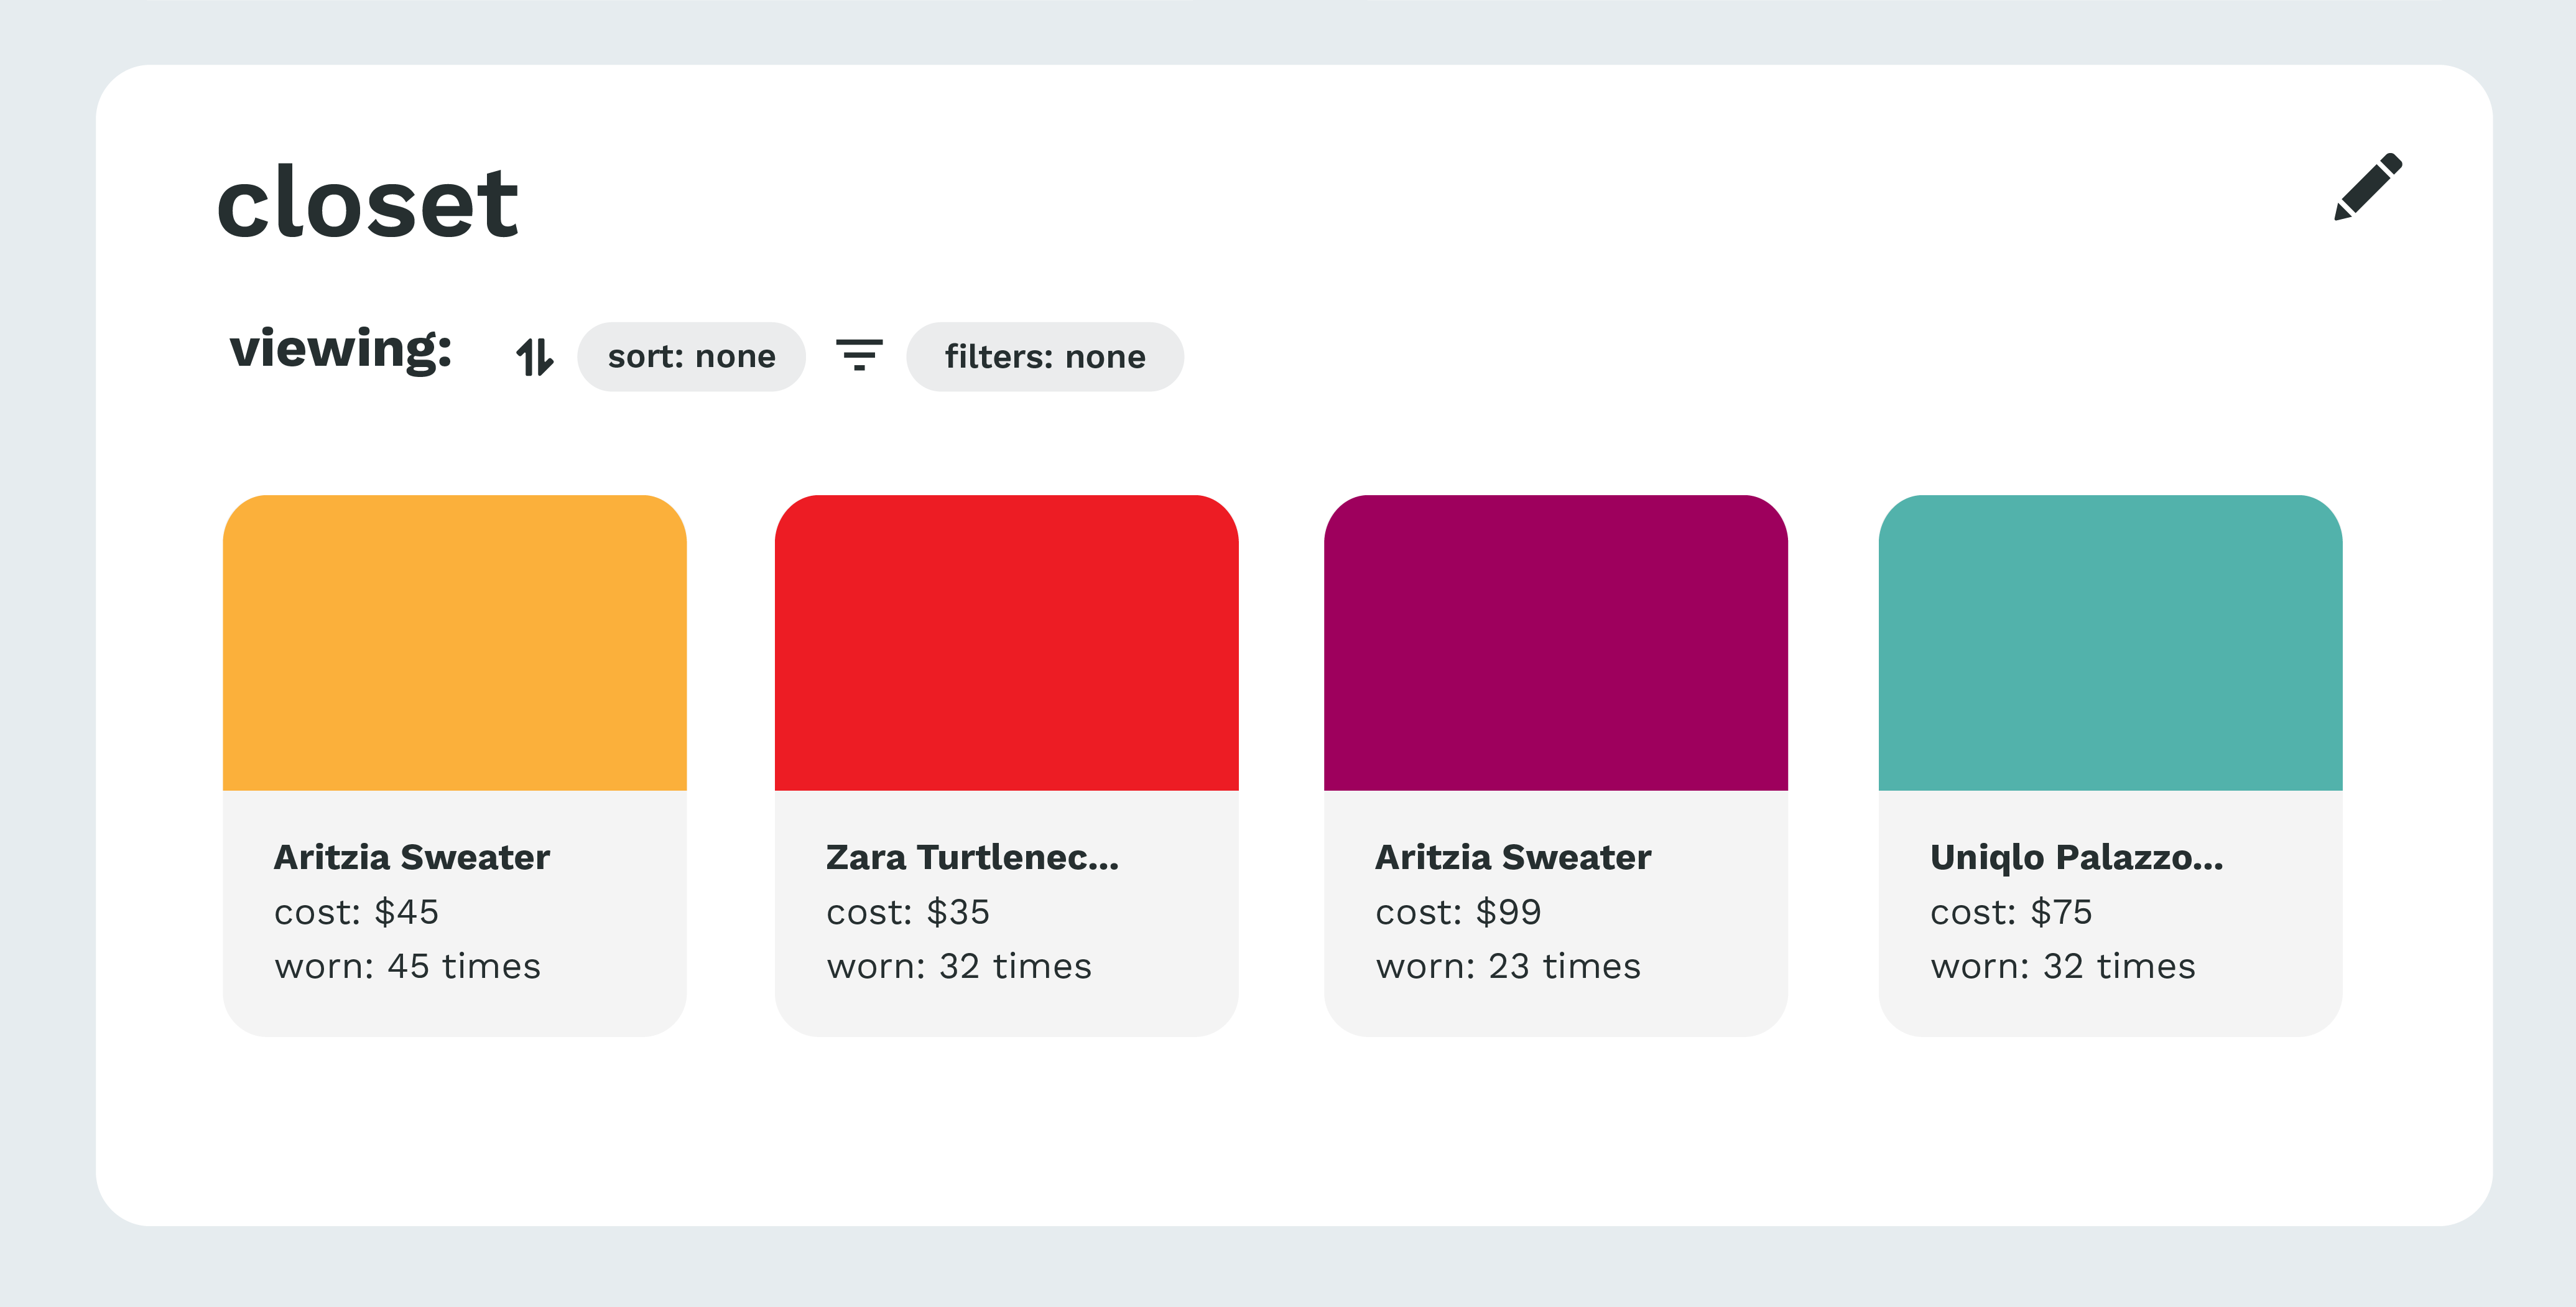 closet
viewing: sort: none filters: none
Aritzia Sweater
cost: $45
worn: 45 times
Zara Turtlenec...
cost: $35
worn: 32 times
Aritzia Sweater
cost: $99
worn: 23 times
Uniqlo Palazzo...
cost: $75
worn: 32 times